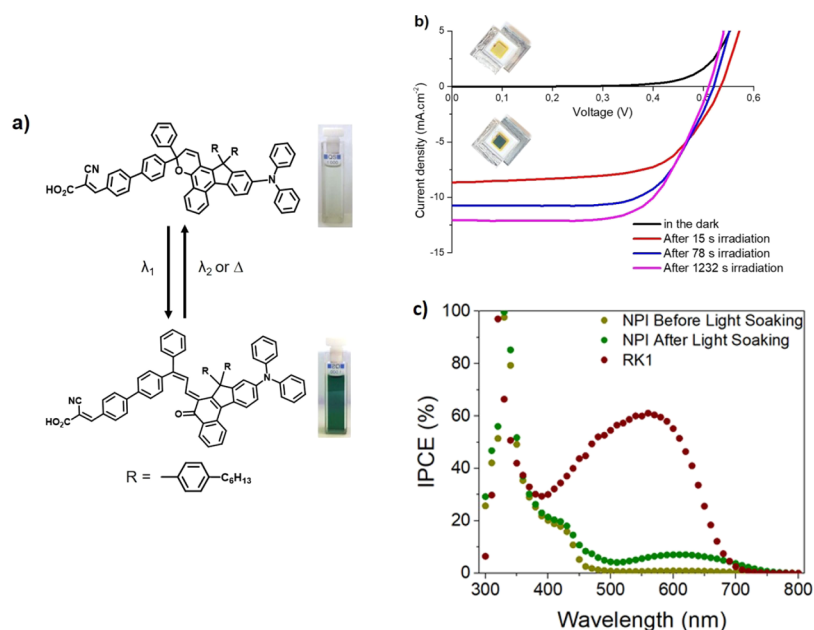 a)
R R
CN
HO₂C
O
N
λ₁
λ₂ or Δ
R R
CN
HO₂C
O
N
R =
C₆H₁₃
b)
5
0
-5
-10
-15
0,0 0,1 0,2 0,3 0,4 0,5 0,6
Voltage (V)
Current density (mA.cm⁻²)
in the dark
After 15 s irradiation
After 78 s irradiation
After 1232 s irradiation
c)
100
80
60
40
20
0
IPCE (%)
NPI Before Light Soaking
NPI After Light Soaking
RK1
300 400 500 600 700 800
Wavelength (nm)